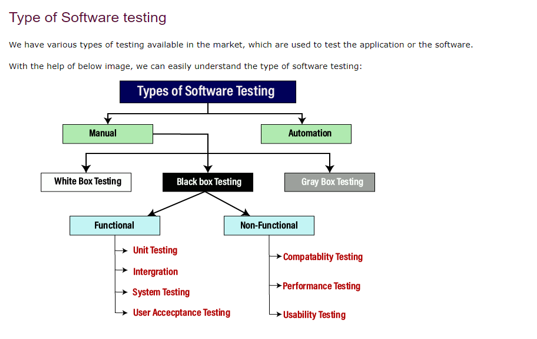 Type of Software testing
We have various types of testing available in the market, which are used to test the application or the software.
With the help of below image, we can easily understand the type of software testing:
Types of Software Testing
Manual
Automation
White Box Testing
Black box Testing
Gray Box Testing
Functional
Non-Functional
Unit Testing
Intergration
System Testing
User Accecptance Testing
Compatablity Testing
Performance Testing
Usability Testing